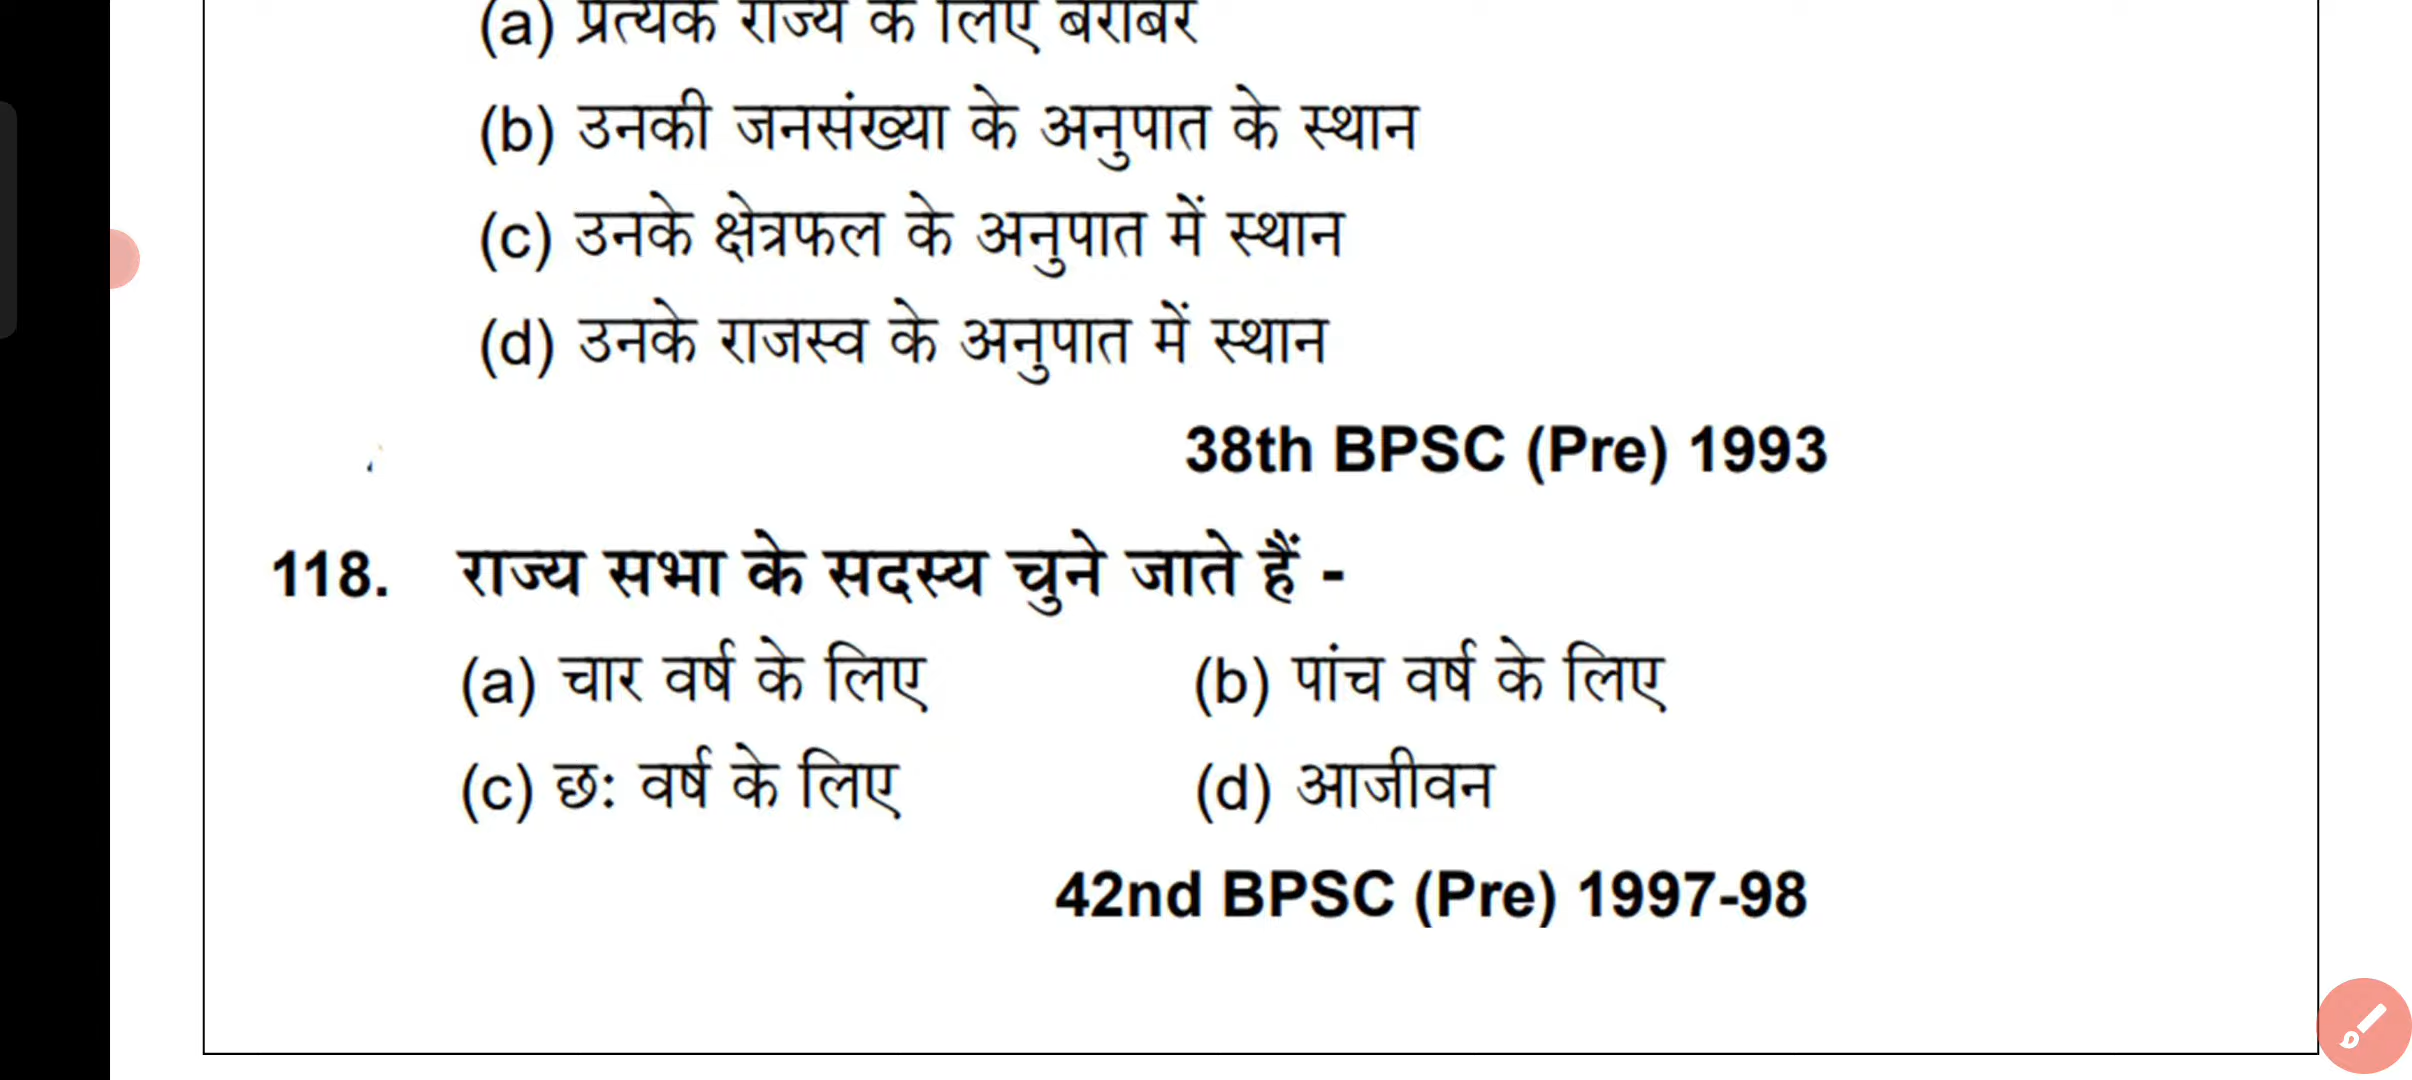 (a) प्रत्येक राज्य के लिए बराबर
(b) उनकी जनसंख्या के अनुपात के स्थान
(c) उनके क्षेत्रफल के अनुपात में स्थान
(d) उनके राजस्व के अनुपात में स्थान
38th BPSC (Pre) 1993
118. राज्य सभा के सदस्य चुने जाते हैं -
(a) चार वर्ष के लिए (b) पांच वर्ष के लिए
(c) छः वर्ष के लिए (d) आजीवन
42nd BPSC (Pre) 1997-98